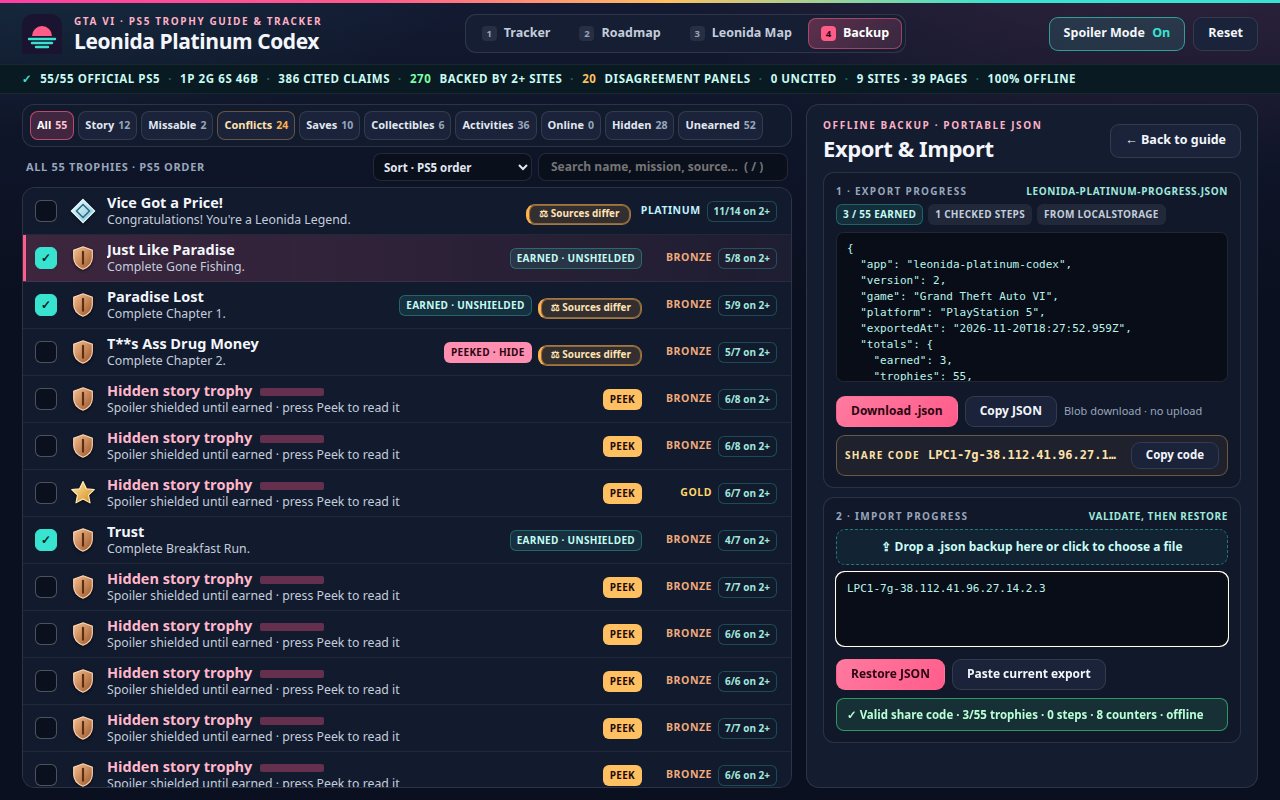 GTA VI · PS5 TROPHY GUIDE & TRACKER
Leonida Platinum Codex
1 Tracker
2 Roadmap
3 Leonida Map
4 Backup
Spoiler Mode On
Reset
✓ 55/55 OFFICIAL PS5 · 1P 2G 6S 46B · 386 CITED CLAIMS · 270 BACKED BY 2+ SITES · 20 DISAGREEMENT PANELS · 0 UNCITED · 9 SITES · 39 PAGES · 100% OFFLINE
All 55
Story 12
Missable 2
Conflicts 24
Saves 10
Collectibles 6
Activities 36
Online 0
Hidden 28
Unearned 52
ALL 55 TROPHIES · PS5 ORDER
Sort · PS5 order
Search name, mission, source... ( / )
Vice Got a Price!
Congratulations! You're a Leonida Legend.
⚖ Sources differ
PLATINUM
11/14 on 2+
✓
Just Like Paradise
Complete Gone Fishing.
EARNED · UNSHIELDED
BRONZE
5/8 on 2+
✓
Paradise Lost
Complete Chapter 1.
EARNED · UNSHIELDED
⚖ Sources differ
BRONZE
5/9 on 2+
T**s Ass Drug Money
Complete Chapter 2.
PEEKED · HIDE
⚖ Sources differ
BRONZE
5/7 on 2+
Hidden story trophy
Spoiler shielded until earned · press Peek to read it
PEEK
BRONZE
6/8 on 2+
Hidden story trophy
Spoiler shielded until earned · press Peek to read it
PEEK
BRONZE
6/8 on 2+
Hidden story trophy
Spoiler shielded until earned · press Peek to read it
PEEK
GOLD
6/7 on 2+
✓
Trust
Complete Breakfast Run.
EARNED · UNSHIELDED
BRONZE
4/7 on 2+
Hidden story trophy
Spoiler shielded until earned · press Peek to read it
PEEK
BRONZE
7/7 on 2+
Hidden story trophy
Spoiler shielded until earned · press Peek to read it
PEEK
BRONZE
6/6 on 2+
Hidden story trophy
Spoiler shielded until earned · press Peek to read it
PEEK
BRONZE
6/6 on 2+
Hidden story trophy
Spoiler shielded until earned · press Peek to read it
PEEK
BRONZE
7/7 on 2+
Hidden story trophy
Spoiler shielded until earned · press Peek to read it
PEEK
BRONZE
6/6 on 2+
OFFLINE BACKUP · PORTABLE JSON
Export & Import
← Back to guide
1 · EXPORT PROGRESS
LEONIDA-PLATINUM-PROGRESS.JSON
3 / 55 EARNED
1 CHECKED STEPS
FROM LOCALSTORAGE
{
"app": "leonida-platinum-codex",
"version": 2,
"game": "Grand Theft Auto VI",
"platform": "PlayStation 5",
"exportedAt": "2026-11-20T18:27:52.959Z",
"totals": {
"earned": 3,
"trophies": 55,
Download .json
Copy JSON
Blob download · no upload
SHARE CODE LPC1-7g-38.112.41.96.27.1…
Copy code
2 · IMPORT PROGRESS
VALIDATE, THEN RESTORE
⇪ Drop a .json backup here or click to choose a file
LPC1-7g-38.112.41.96.27.14.2.3
Restore JSON
Paste current export
✓ Valid share code · 3/55 trophies · 0 steps · 8 counters · offline